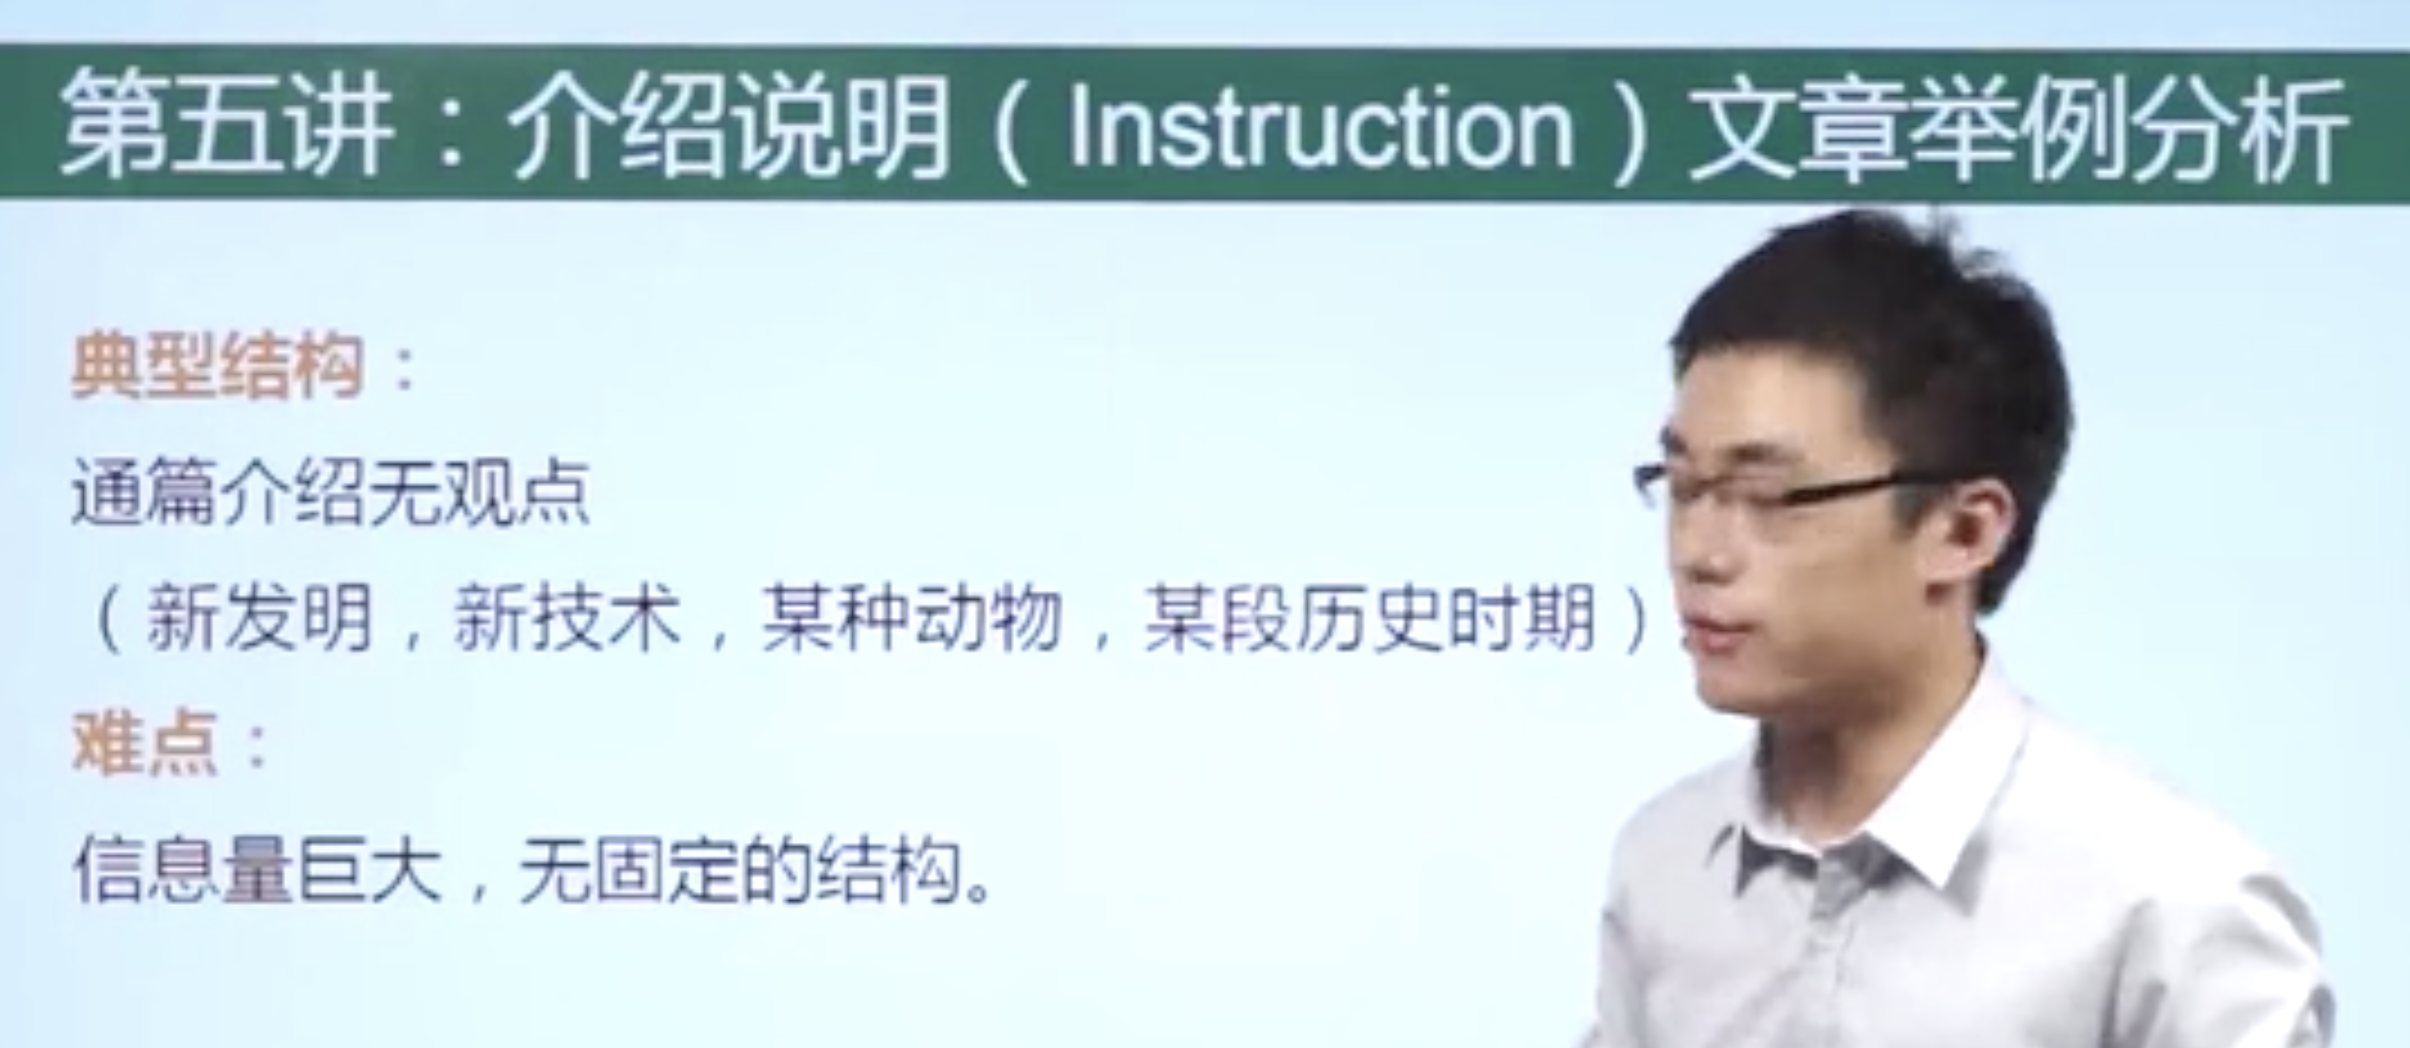 第五讲：介绍说明（Instruction）文章举例分析
典型结构：
通篇介绍无观点
（新发明，新技术，某种动物，某段历史时期）
难点：
信息量巨大，无固定的结构。